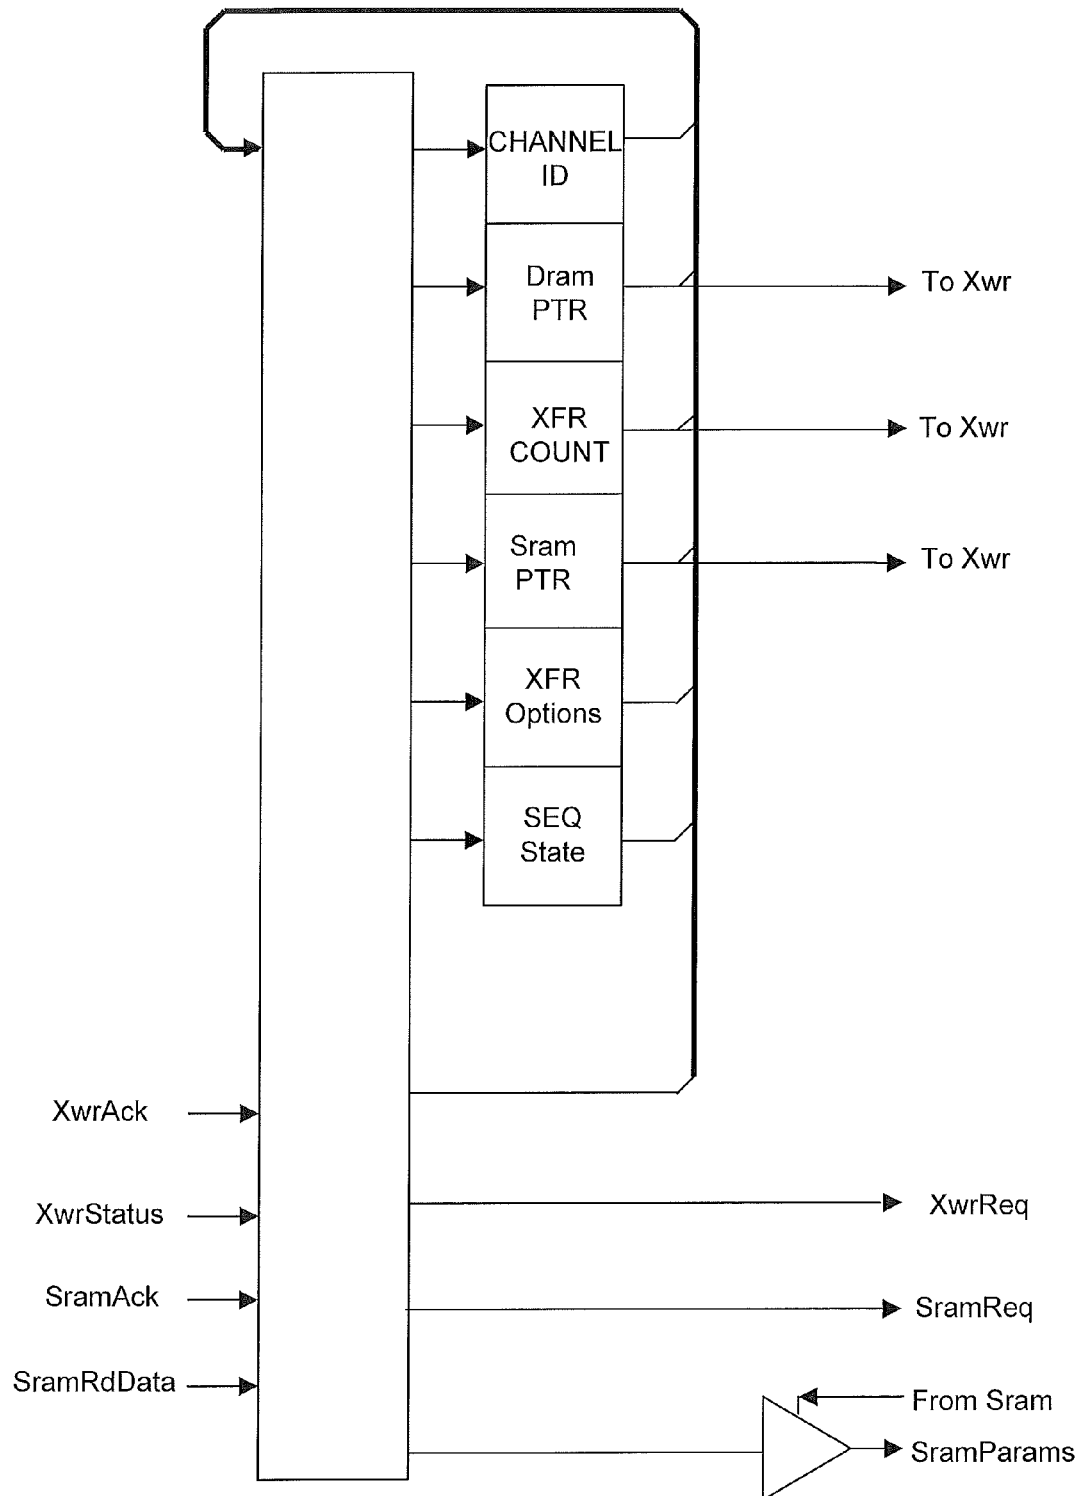 CHANNEL
ID
Dram
PTR
To Xwr
XFR
COUNT
To Xwr
Sram
PTR
To Xwr
XFR
Options
SEQ
State
XwrAck
XwrStatus
XwrReq
SramAck
SramReq
SramRdData
From Sram
SramParams